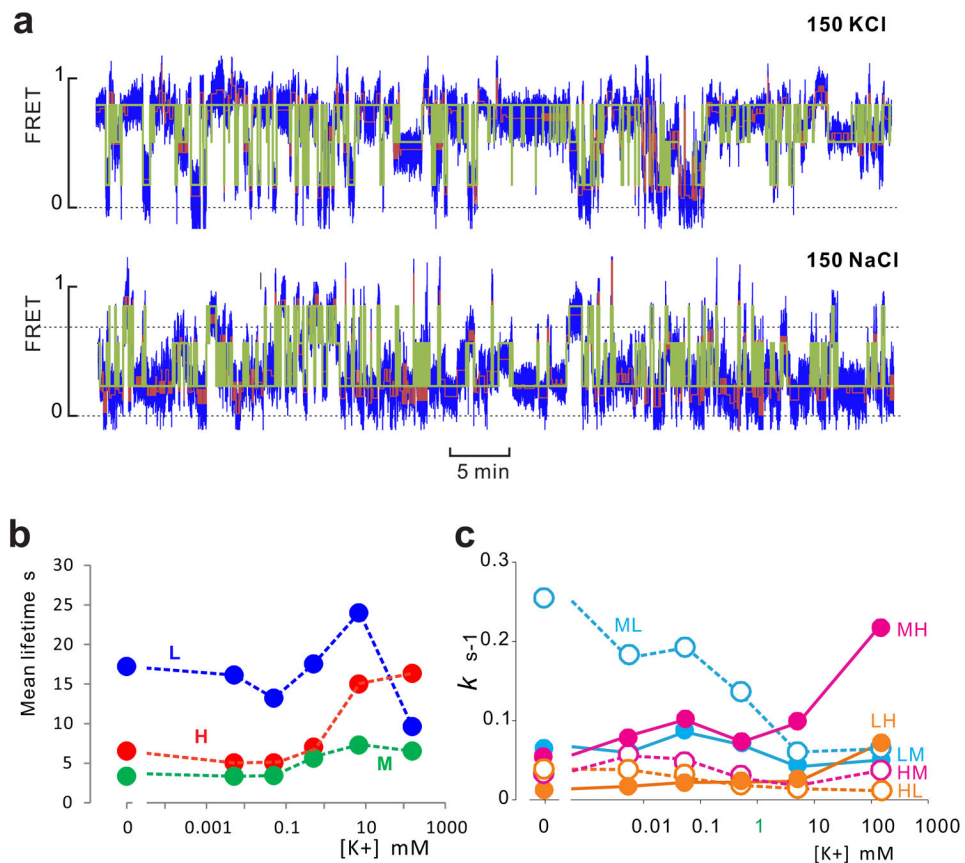 a
150 KCl
1
FRET
0
150 NaCl
1
FRET
0
5 min
b
30
25
20
15
10
5
0
Mean lifetime s
L
H
M
0 0.001 0.1 10 1000
[K+] mM
c
0.3
0.2
0.1
0
k s-1
ML
MH
LH
LM
HM
HL
0 0.01 0.1 1 10 100 1000
[K+] mM